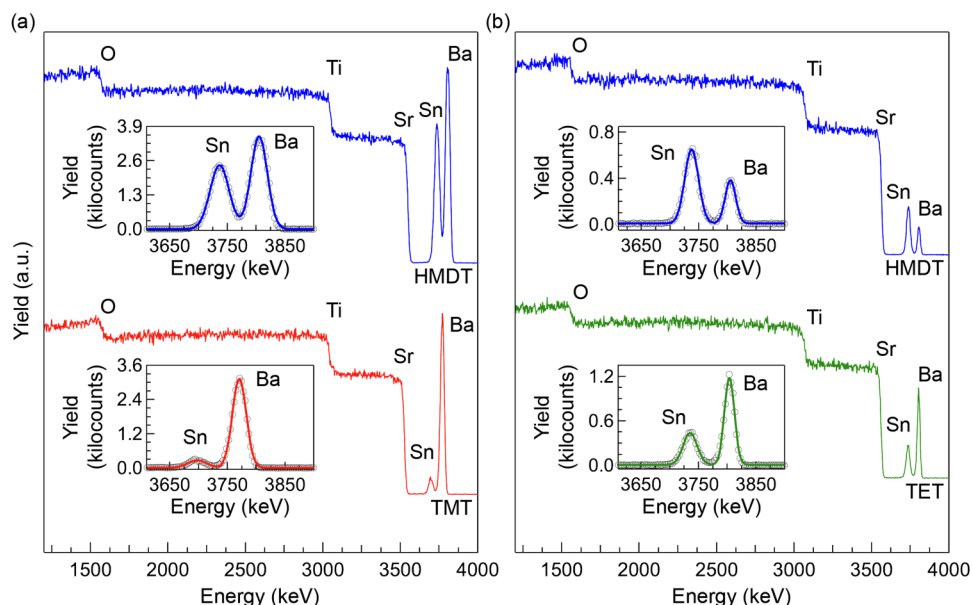 (a)
O
Ti
Ba
Sr
Sn
3.9
2.6
1.3
0.0
Yield
(kilocounts)
Sn
Ba
3650 3750 3850
Energy (keV)
HMDT
O
Ti
Ba
Sr
Sn
3.6
2.4
1.2
0.0
Yield
(kilocounts)
Sn
Ba
3650 3750 3850
Energy (keV)
TMT
Yield (a.u.)
1500 2000 2500 3000 3500 4000
Energy (keV)
(b)
O
Ti
Sr
Sn
Ba
0.8
0.4
0.0
Yield
(kilocounts)
Sn
Ba
3650 3750 3850
Energy (keV)
HMDT
O
Ti
Sr
Ba
Sn
1.2
0.6
0.0
Yield
(kilocounts)
Sn
Ba
3650 3750 3850
Energy (keV)
TET
1500 2000 2500 3000 3500 4000
Energy (keV)